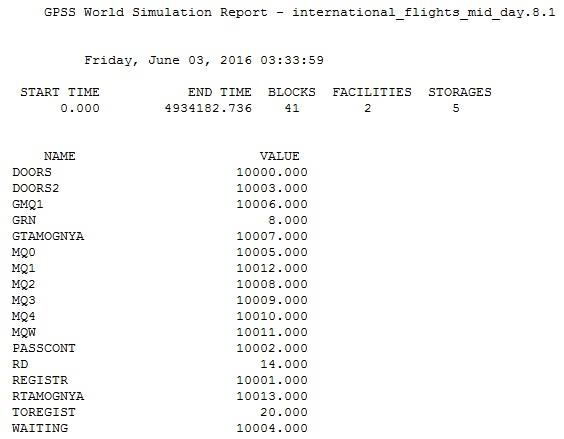 GPSS World Simulation Report - international_flights_mid_day.8.1
Friday, June 03, 2016 03:33:59
START TIME END TIME BLOCKS FACILITIES STORAGES
0.000 4934182.736 41 2 5
NAME VALUE
DOORS 10000.000
DOORS2 10003.000
GMQ1 10006.000
GRN 8.000
GTAMOGNYA 10007.000
MQ0 10005.000
MQ1 10012.000
MQ2 10008.000
MQ3 10009.000
MQ4 10010.000
MQW 10011.000
PASSCONT 10002.000
RD 14.000
REGISTR 10001.000
RTAMOGNYA 10013.000
TOREGIST 20.000
WAITING 10004.000